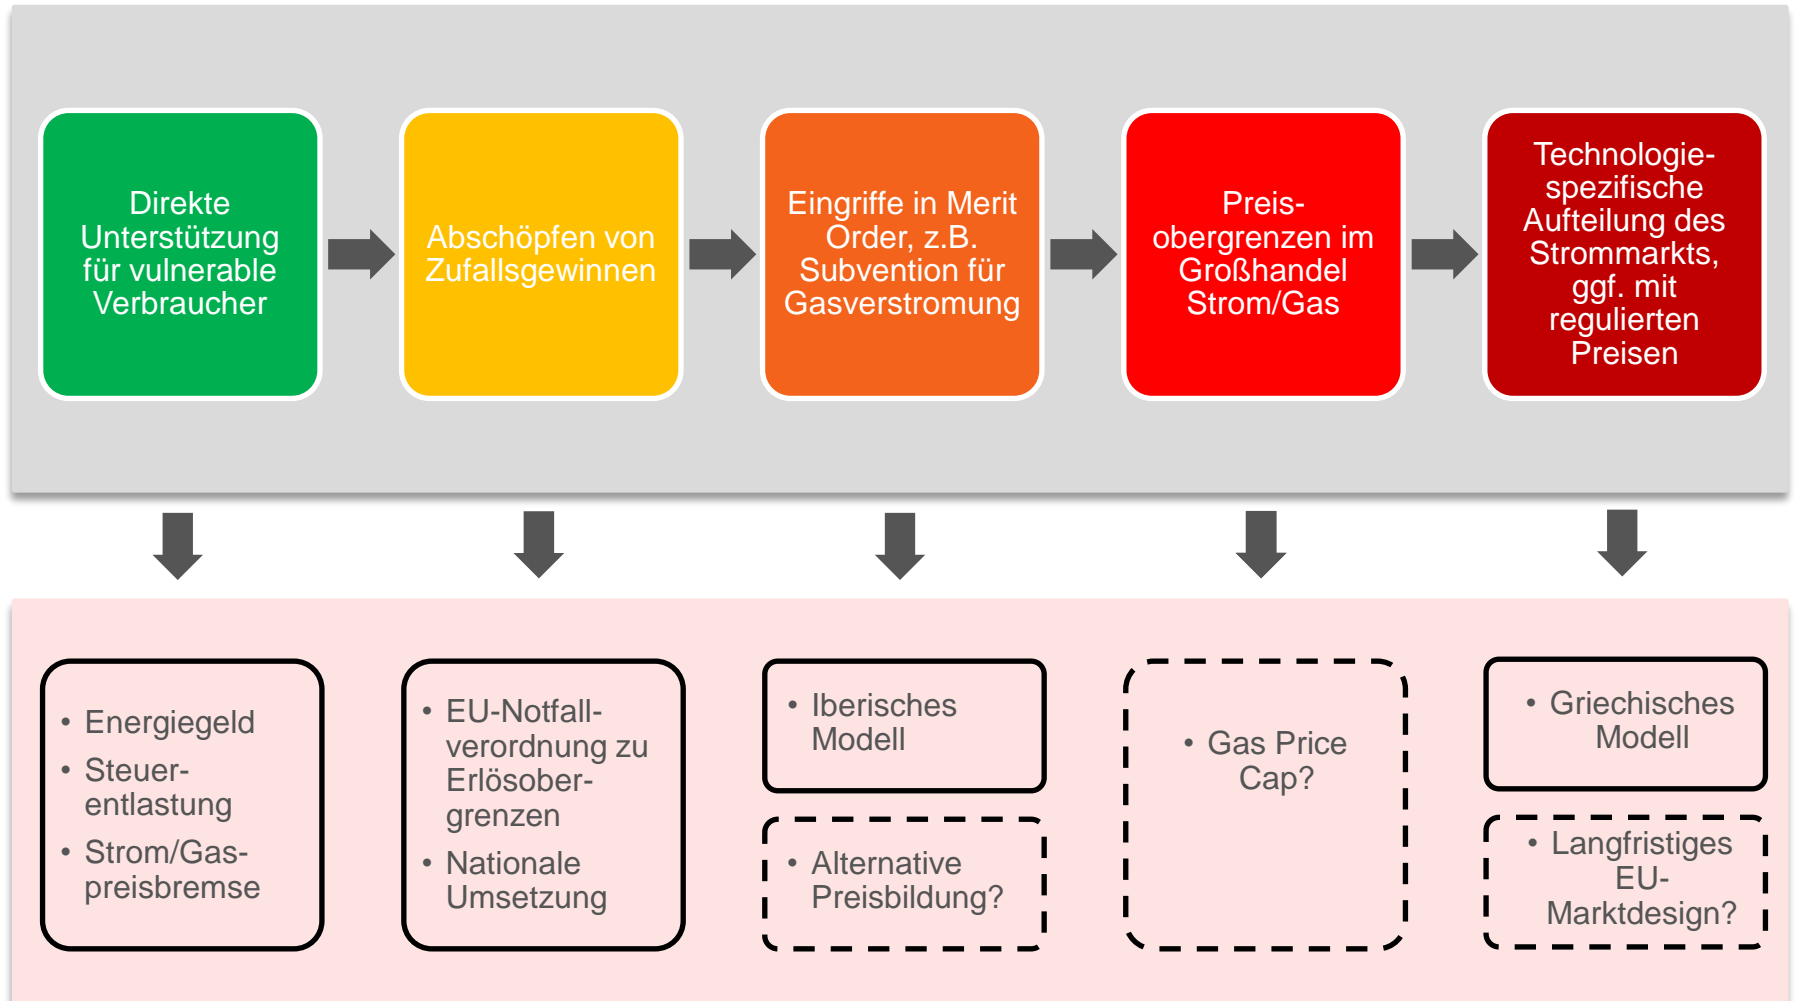 Direkte
Unterstützung
für vulnerable
Verbraucher
Abschöpfen von
Zufallsgewinnen
Eingriffe in Merit
Order, z.B.
Subvention für
Gasverstromung
Preis-
obergrenzen im
Großhandel
Strom/Gas
Technologie-
spezifische
Aufteilung des
Strommarkts,
ggf. mit
regulierten
Preisen
• Energiegeld
• Steuer-
entlastung
• Strom/Gas-
preisbremse
• EU-Notfall-
verordnung zu
Erlösober-
grenzen
• Nationale
Umsetzung
• Iberisches
Modell
• Alternative
Preisbildung?
• Gas Price
Cap?
• Griechisches
Modell
• Langfristiges
EU-
Marktdesign?